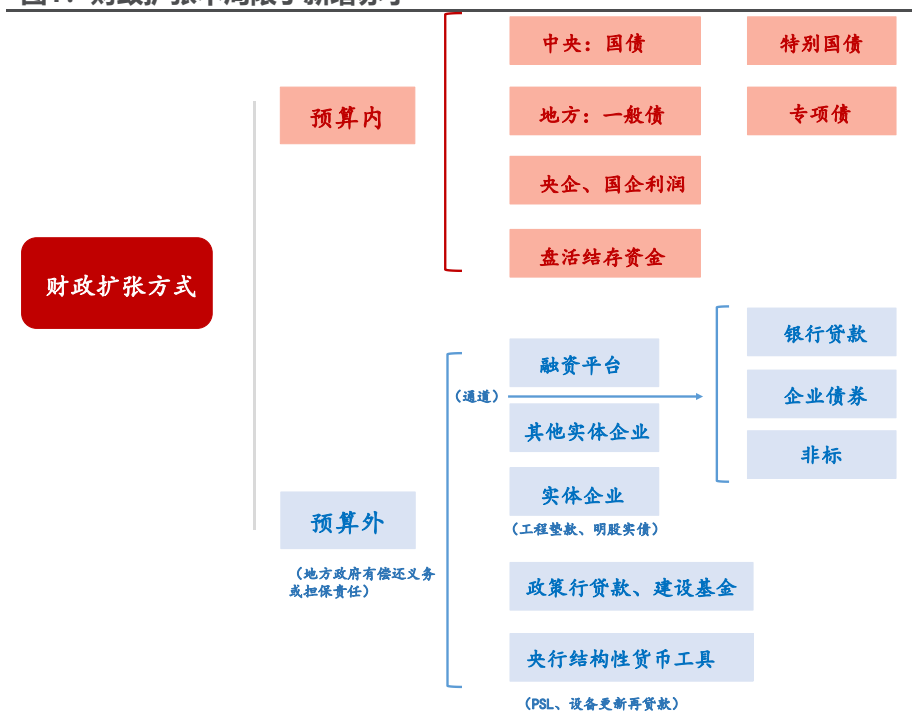 财政扩张方式
预算内
中央：国债
特别国债
地方：一般债
专项债
央企、国企利润
盘活结存资金
预算外
（地方政府有偿还义务
或担保责任）
（通道）
融资平台
其他实体企业
实体企业
（工程垫款、明股实债）
银行贷款
企业债券
非标
政策行贷款、建设基金
央行结构性货币工具
（PSL、设备更新再贷款）